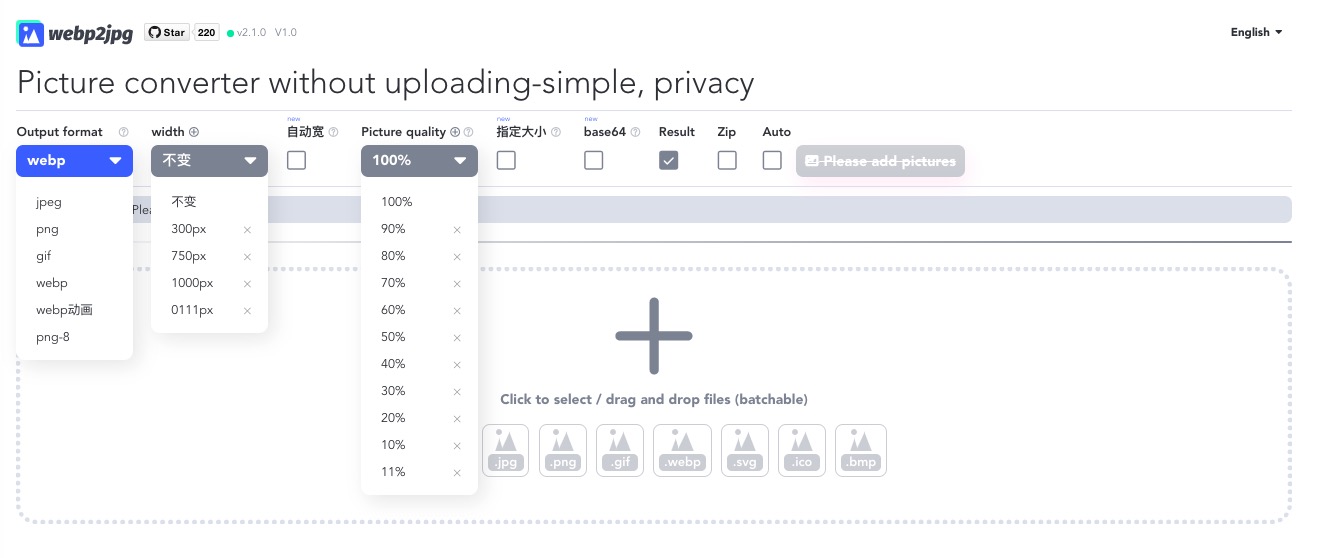 webp2jpg Star 220 v2.1.0 V1.0 English
Picture converter without uploading-simple, privacy
new new new
Output format width 自动宽 Picture quality 指定大小 base64 Result Zip Auto
webp 不变 100% Please add pictures
jpeg
png
gif
webp
webp动画
png-8
不变
300px
750px
1000px
0111px
100%
90%
80%
70%
60%
50%
40%
30%
20%
10%
11%
Click to select / drag and drop files (batchable)
.jpg .png .gif .webp .svg .ico .bmp